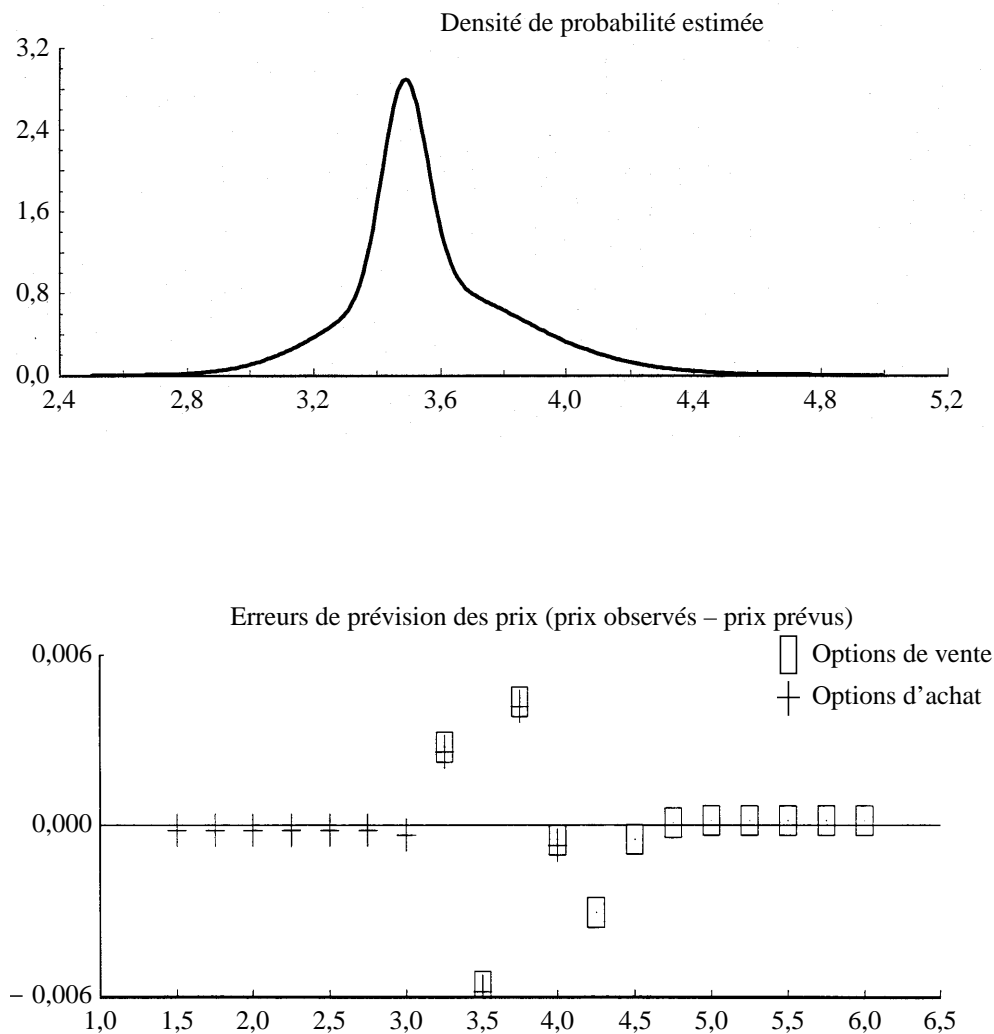 Densité de probabilité estimée
3,2
2,4
1,6
0,8
0,0
2,4 2,8 3,2 3,6 4,0 4,4 4,8 5,2
Erreurs de prévision des prix (prix observés – prix prévus)
0,006
Options de vente
Options d'achat
0,000
– 0,006
1,0 1,5 2,0 2,5 3,0 3,5 4,0 4,5 5,0 5,5 6,0 6,5